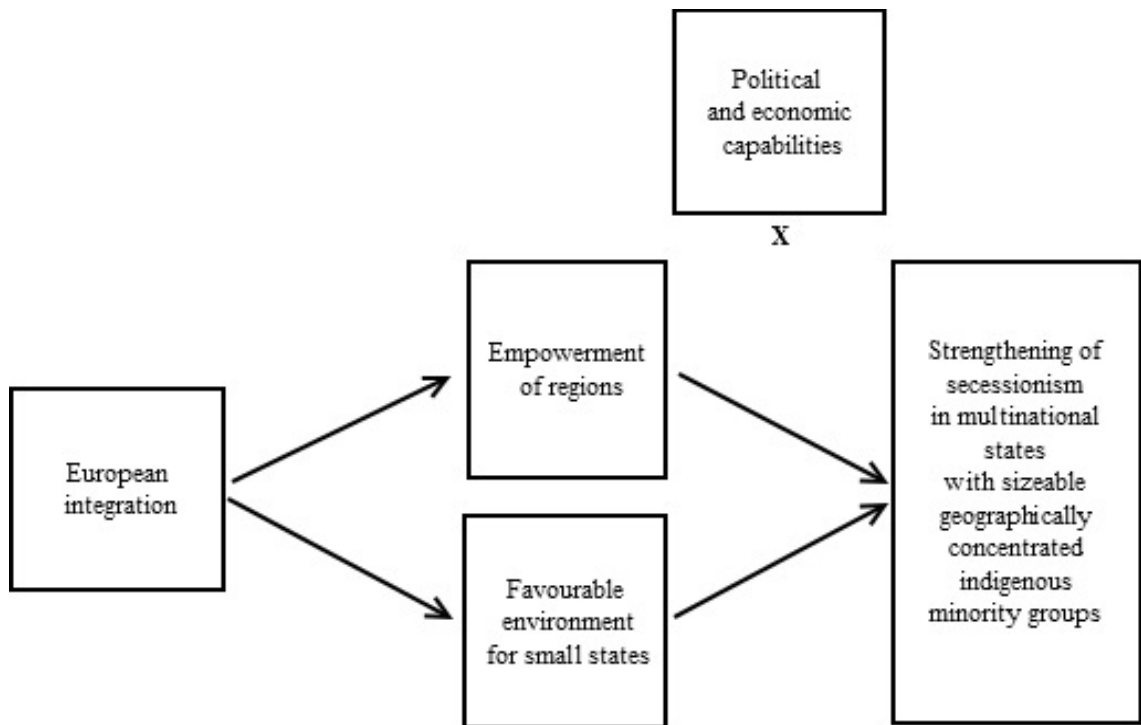 Political
and economic
capabilities
X
European
integration
Empowerment
of regions
Favourable
environment
for small states
Strengthening of
secessionism
in multinational
states
with sizeable
geographically
concentrated
indigenous
minority groups